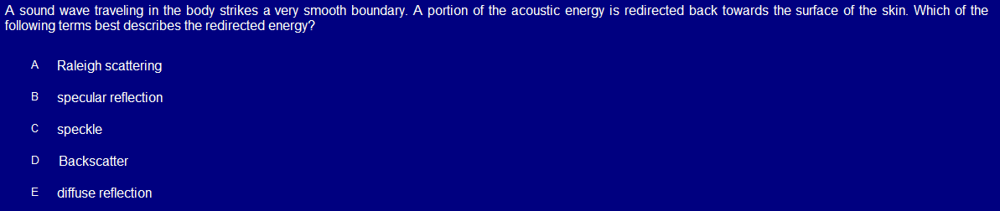 A sound wave traveling in the body strikes a very smooth boundary. A portion of the acoustic energy is redirected back towards the surface of the skin. Which of the
following terms best describes the redirected energy?
A Raleigh scattering
B specular reflection
C speckle
D Backscatter
E diffuse reflection